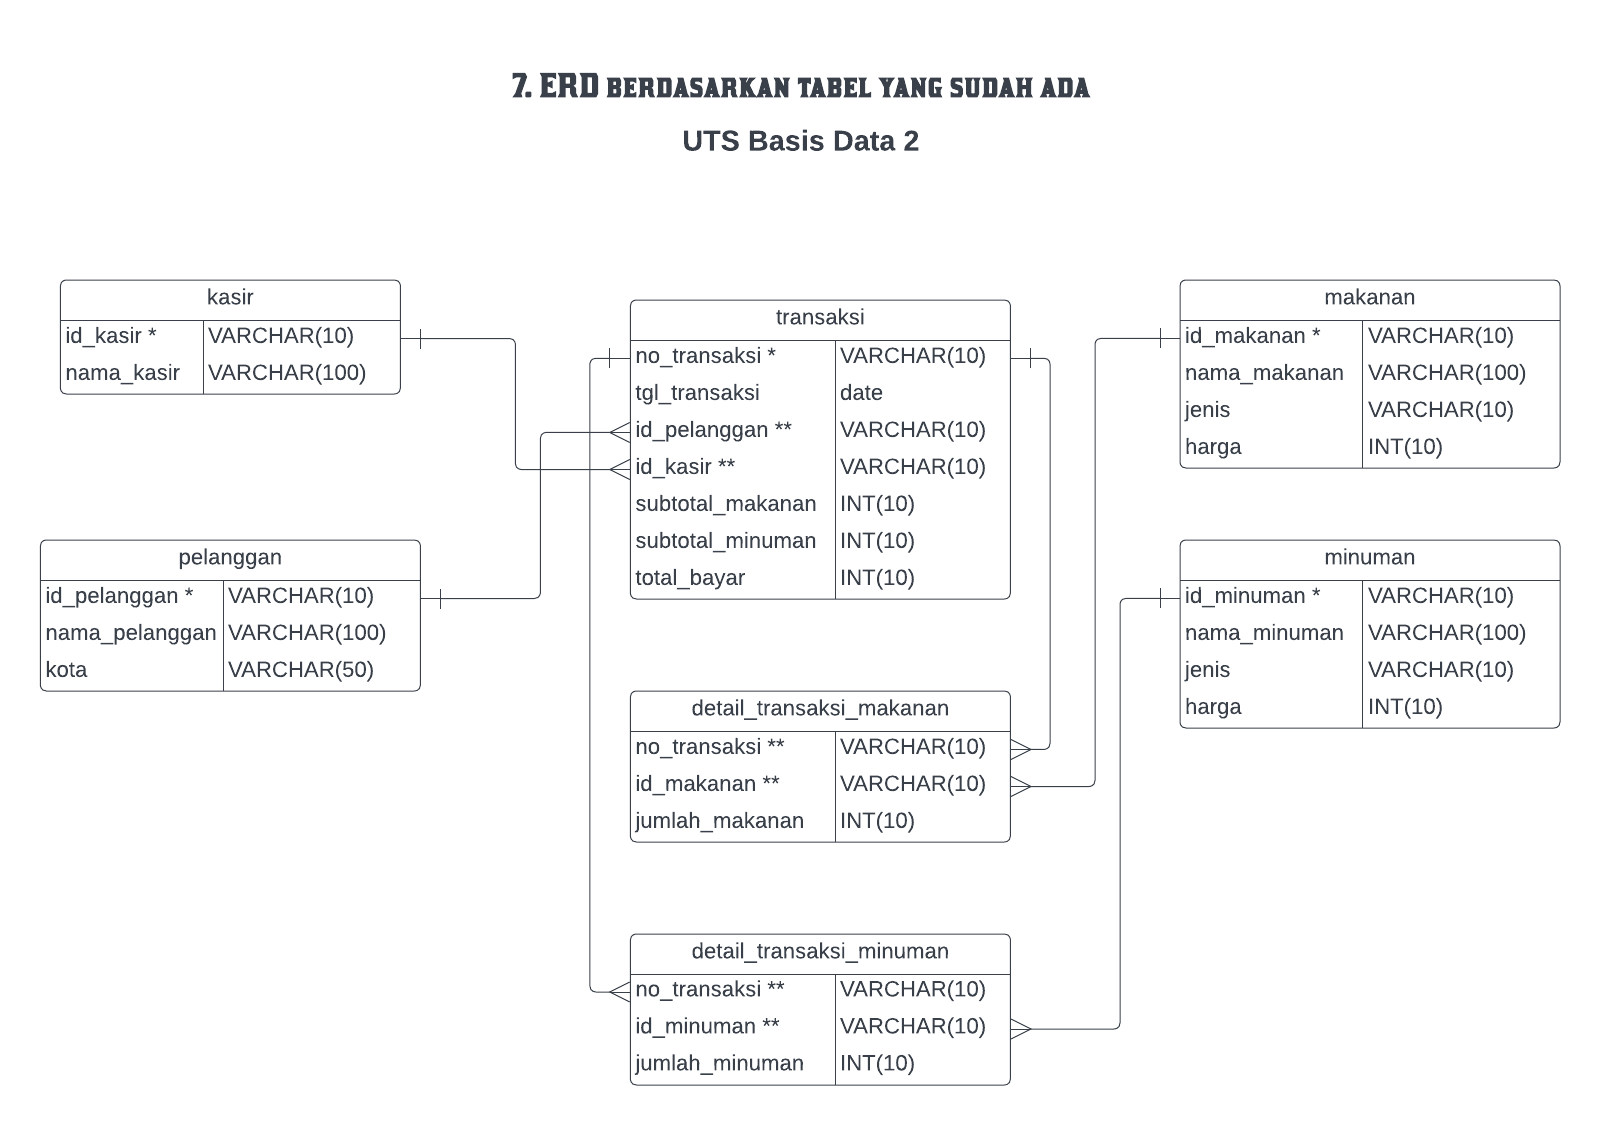 7. ERD BERDASARKAN TABEL YANG SUDAH ADA
UTS Basis Data 2
kasir
id_kasir * VARCHAR(10)
nama_kasir VARCHAR(100)
pelanggan
id_pelanggan * VARCHAR(10)
nama_pelanggan VARCHAR(100)
kota VARCHAR(50)
transaksi
no_transaksi * VARCHAR(10)
tgl_transaksi date
id_pelanggan ** VARCHAR(10)
id_kasir ** VARCHAR(10)
subtotal_makanan INT(10)
subtotal_minuman INT(10)
total_bayar INT(10)
detail_transaksi_makanan
no_transaksi ** VARCHAR(10)
id_makanan ** VARCHAR(10)
jumlah_makanan INT(10)
detail_transaksi_minuman
no_transaksi ** VARCHAR(10)
id_minuman ** VARCHAR(10)
jumlah_minuman INT(10)
makanan
id_makanan * VARCHAR(10)
nama_makanan VARCHAR(100)
jenis VARCHAR(10)
harga INT(10)
minuman
id_minuman * VARCHAR(10)
nama_minuman VARCHAR(100)
jenis VARCHAR(10)
harga INT(10)